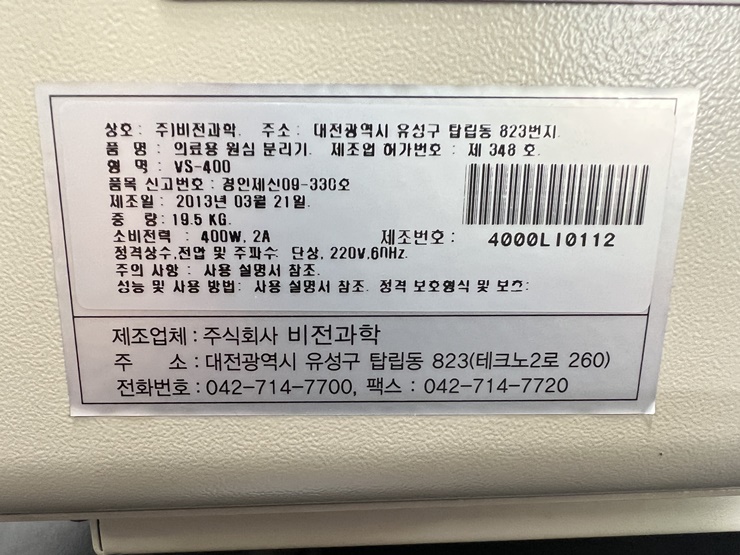 상호 : 주)비전과학. 주소 : 대전광역시 유성구 탑립동 823번지.
품 명 : 의료용 원심 분리기. 제조업 허가번호 : 제 348 호.
형 명 : VS-400
품목 신고번호 : 경인제신09-330호
제조일 : 2013년 03월 21일.
중 량 : 19.5 KG.
소비전력 : 400W, 2A 제조번호 : 4000LI0112
정격상수,전압 및 주파수: 단상, 220V,60Hz.
주의 사항 : 사용 설명서 참조.
성능 및 사용 방법: 사용 설명서 참조. 정격 보호형식 및 보츠:
제조업체 : 주식회사 비전과학
주 소 : 대전광역시 유성구 탑립동 823(테크노2로 260)
전화번호 : 042-714-7700, 팩스 : 042-714-7720